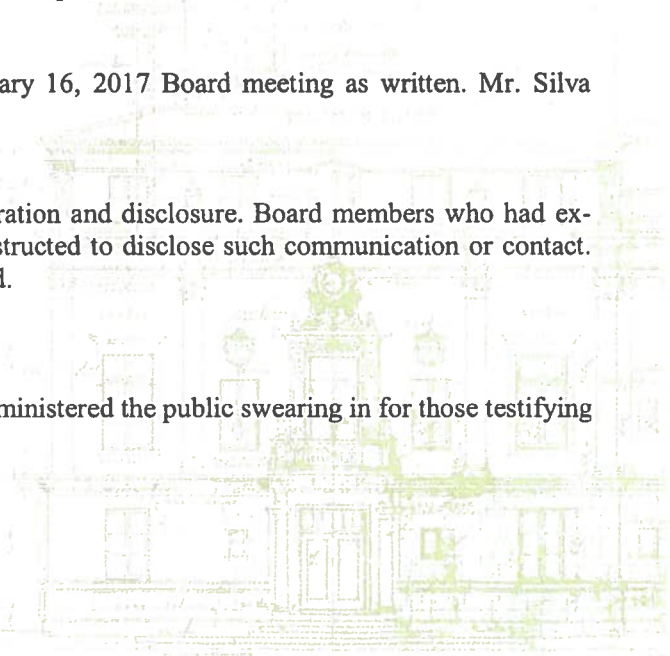 ary 16, 2017 Board meeting as written. Mr. Silva
ration and disclosure. Board members who had ex-
structed to disclose such communication or contact.
d.
ministered the public swearing in for those testifying